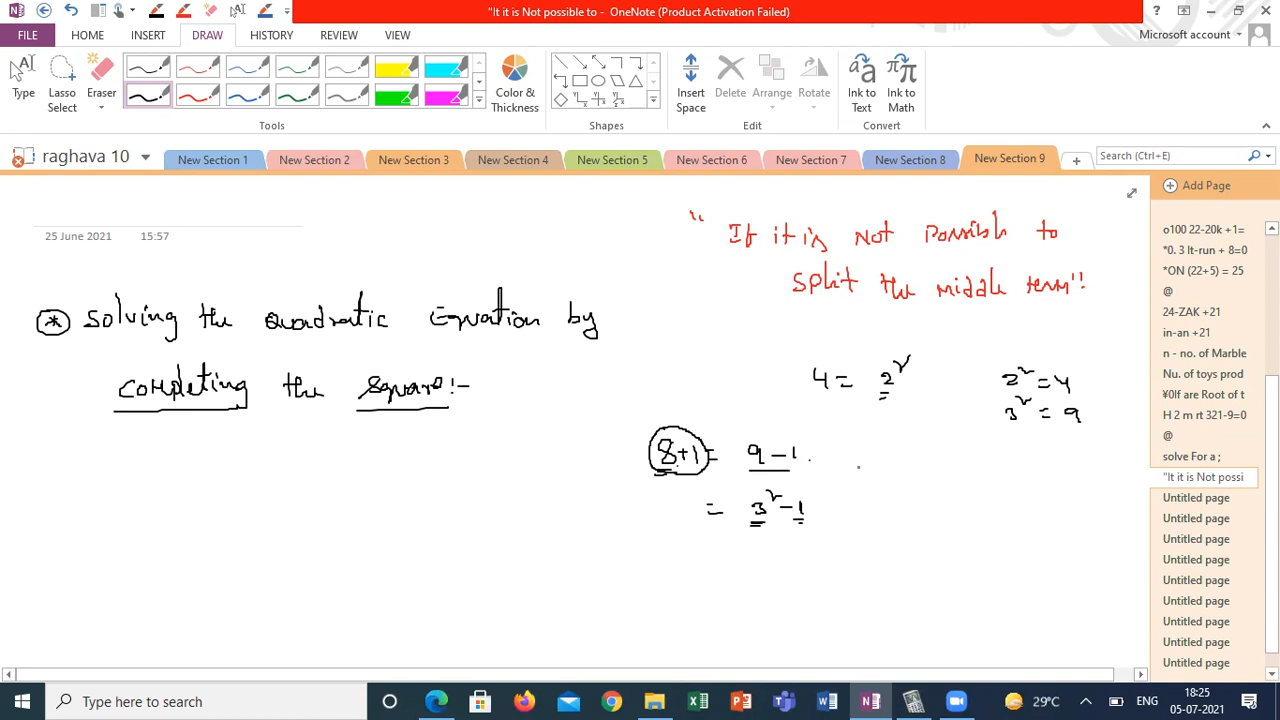 "It it is Not possible to - OneNote (Product Activation Failed)
FILE HOME INSERT DRAW HISTORY REVIEW VIEW
Microsoft account
Type Lasso Select Eraser
Color & Thickness
Insert Space Delete Arrange Rotate
Ink to Text Ink to Math
Tools Shapes Edit Convert
raghava 10 New Section 1 New Section 2 New Section 3 New Section 4 New Section 5 New Section 6 New Section 7 New Section 8 New Section 9
Search (Ctrl+E)
Add Page
25 June 2021 15:57
" If it is Not possible to
split the middle term"!
* Solving the quadratic Equation by
completing the square:-
4 = 2²
2² = 4
3² = 9
8+1 = 9-1
= 3²-1
o100 22-20k +1=
*0. 3 lt-run + 8=0
*ON (22+5) = 25
@
24-ZAK +21
in-an +21
n - no. of Marble
Nu. of toys prod
¥0lf are Root of t
H 2 m rt 321-9=0
@
solve For a ;
"It it is Not possi
Untitled page
Untitled page
Untitled page
Untitled page
Untitled page
Untitled page
Untitled page
Untitled page
Untitled page
Type here to search
29°C ENG
18:25
05-07-2021